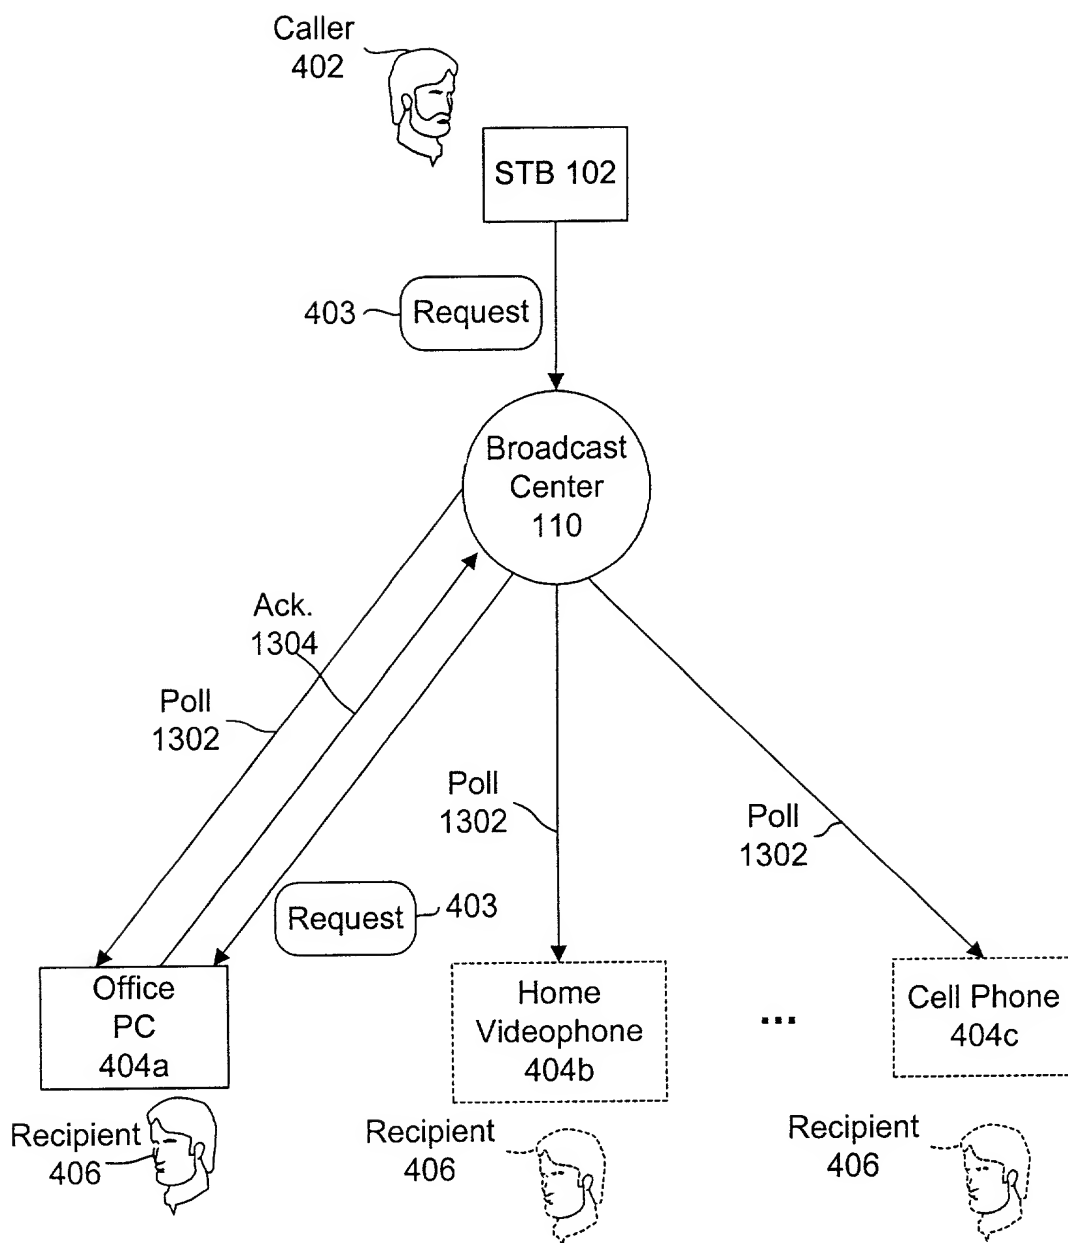 Caller
402
STB 102
403
Request
Broadcast
Center
110
Ack.
1304
Poll
1302
Poll
1302
Poll
1302
Request
403
Office
PC
404a
Home
Videophone
404b
...
Cell Phone
404c
Recipient
406
Recipient
406
Recipient
406